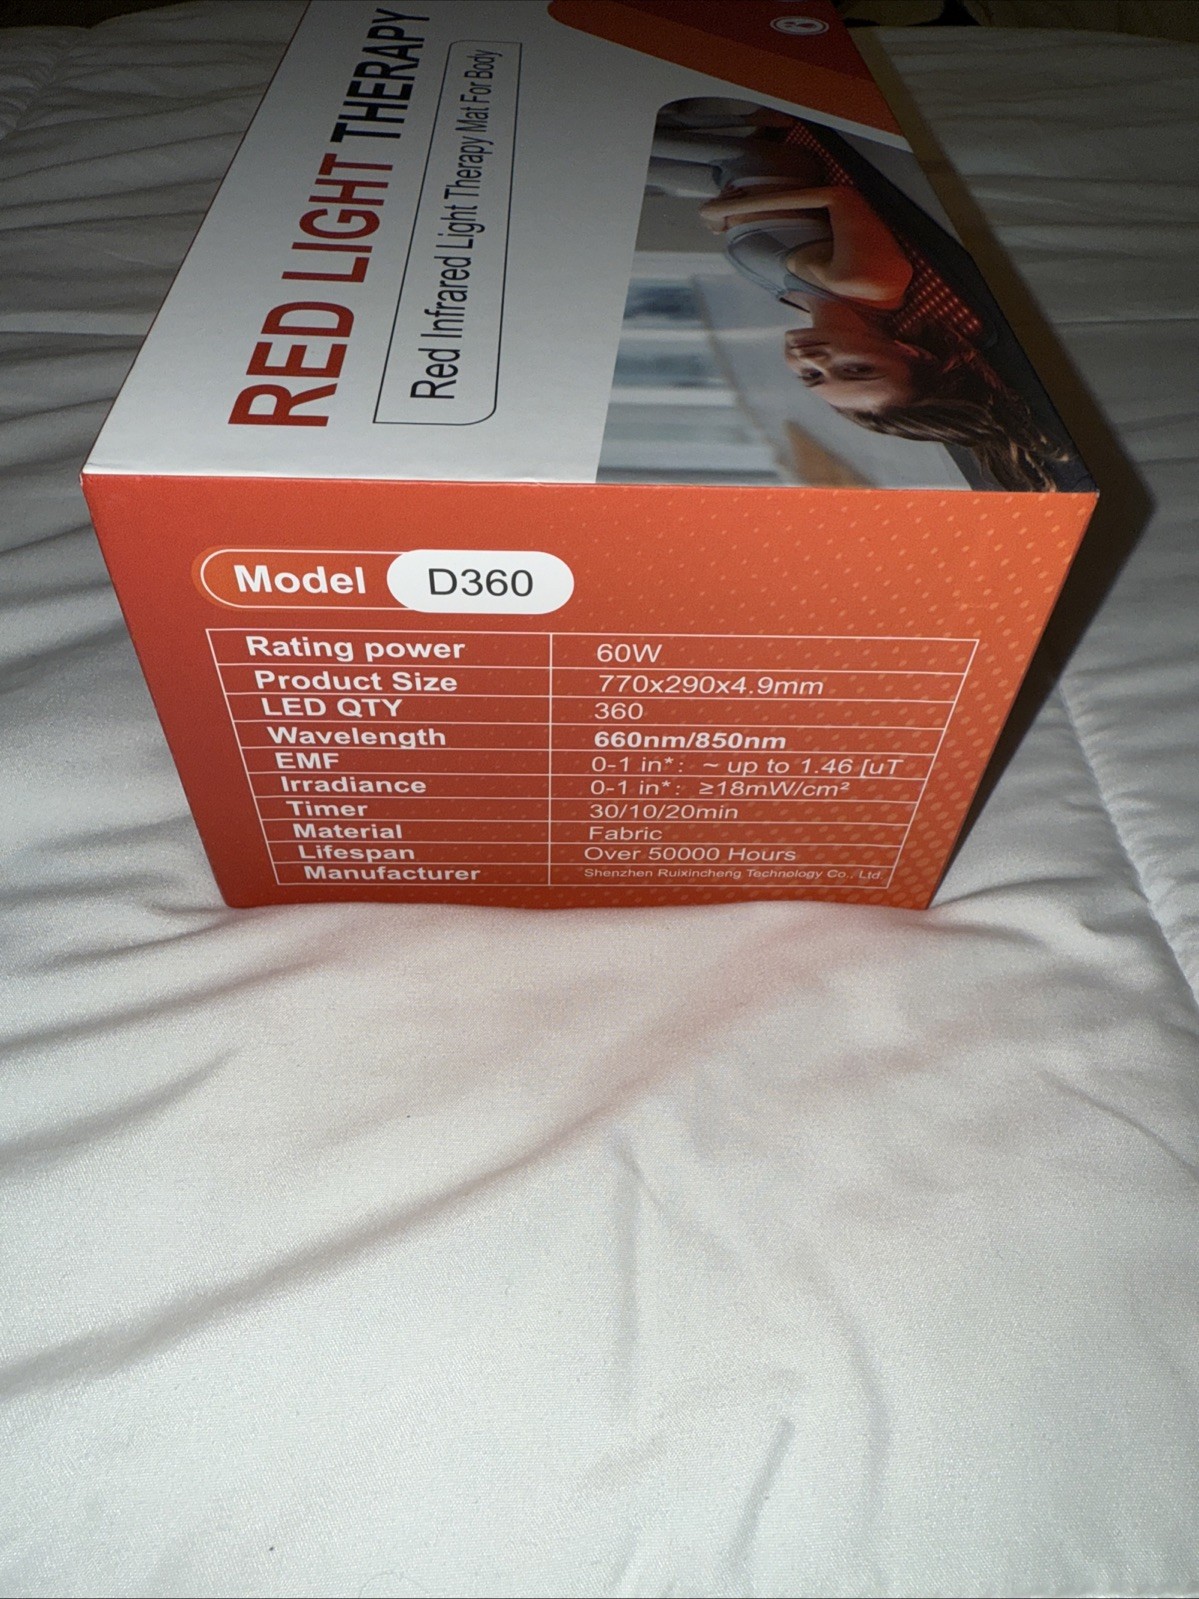 RED LIGHT THERAPY
Red Infrared Light Therapy Mat For Body
Model D360
Rating power 60W
Product Size 770x290x4.9mm
LED QTY 360
Wavelength 660nm/850nm
EMF 0-1 in*: ~ up to 1.46 [uT
Irradiance 0-1 in*: ≥18mW/cm²
Timer 30/10/20min
Material Fabric
Lifespan Over 50000 Hours
Manufacturer Shenzhen Ruixincheng Technology Co., Ltd